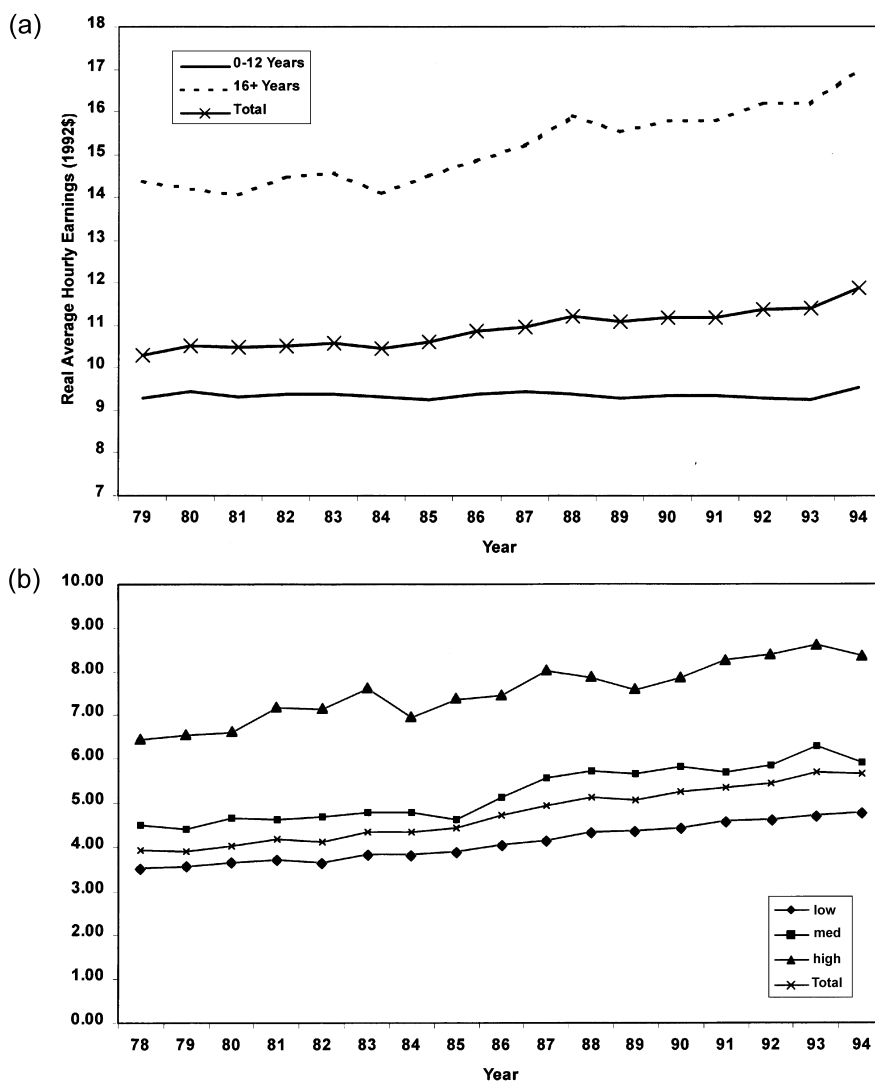 (a)
18
17
16
15
14
13
12
11
10
9
8
7
Real Average Hourly Earnings (1992$)
0-12 Years
16+ Years
Total
79 80 81 82 83 84 85 86 87 88 89 90 91 92 93 94
Year
(b)
10.00
9.00
8.00
7.00
6.00
5.00
4.00
3.00
2.00
1.00
0.00
low
med
high
Total
78 79 80 81 82 83 84 85 86 87 88 89 90 91 92 93 94
Year